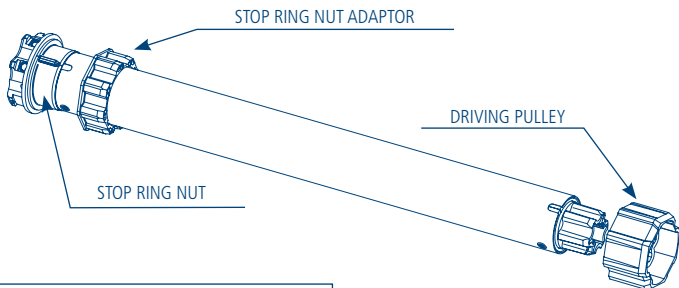 STOP RING NUT ADAPTOR
DRIVING PULLEY
STOP RING NUT